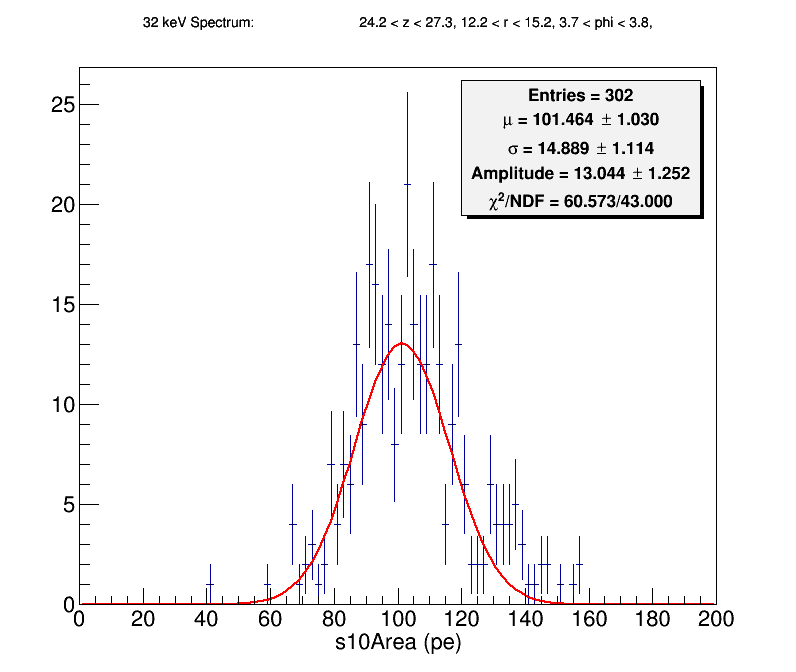 32 keV Spectrum: 24.2 < z < 27.3, 12.2 < r < 15.2, 3.7 < phi < 3.8,
Entries = 302
μ = 101.464 ± 1.030
σ = 14.889 ± 1.114
Amplitude = 13.044 ± 1.252
χ²/NDF = 60.573/43.000
25
20
15
10
5
0
0 20 40 60 80 100 120 140 160 180 200
s10Area (pe)